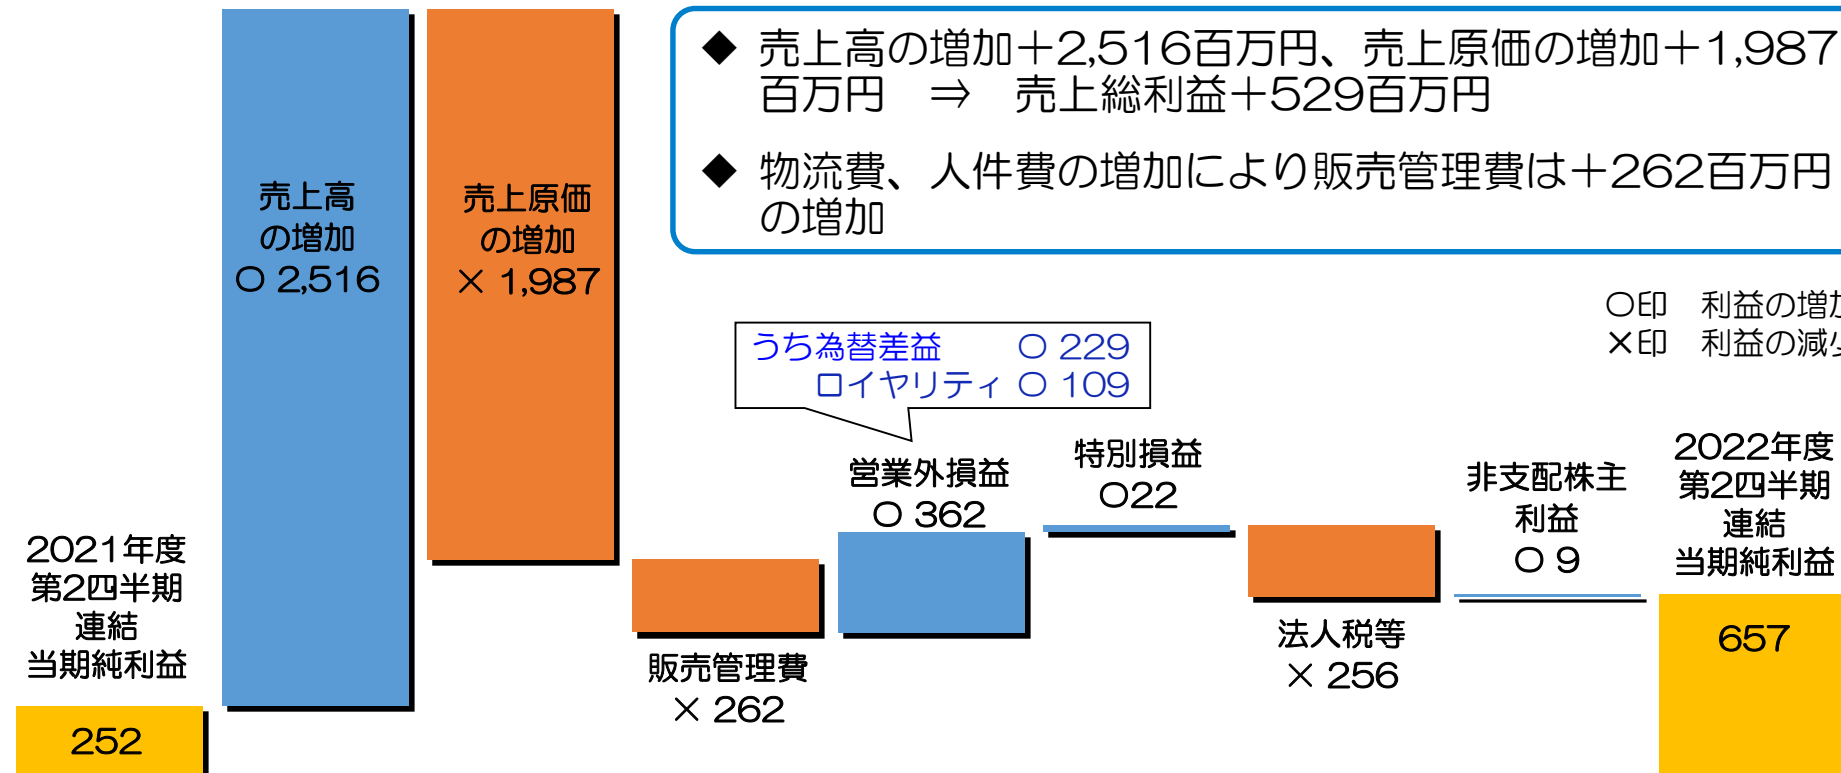 ◆ 売上高の増加＋2,516百万円、売上原価の増加＋1,987
百万円　⇒　売上総利益＋529百万円
◆ 物流費、人件費の増加により販売管理費は＋262百万円
の増加
売上高
の増加
○ 2,516
売上原価
の増加
× 1,987
○印　利益の増加
×印　利益の減少
うち為替差益　○ 229
ロイヤリティ ○ 109
2021年度
第2四半期
連結
当期純利益
252
販売管理費
× 262
営業外損益
○ 362
特別損益
○22
法人税等
× 256
非支配株主
利益
○ 9
2022年度
第2四半期
連結
当期純利益
657